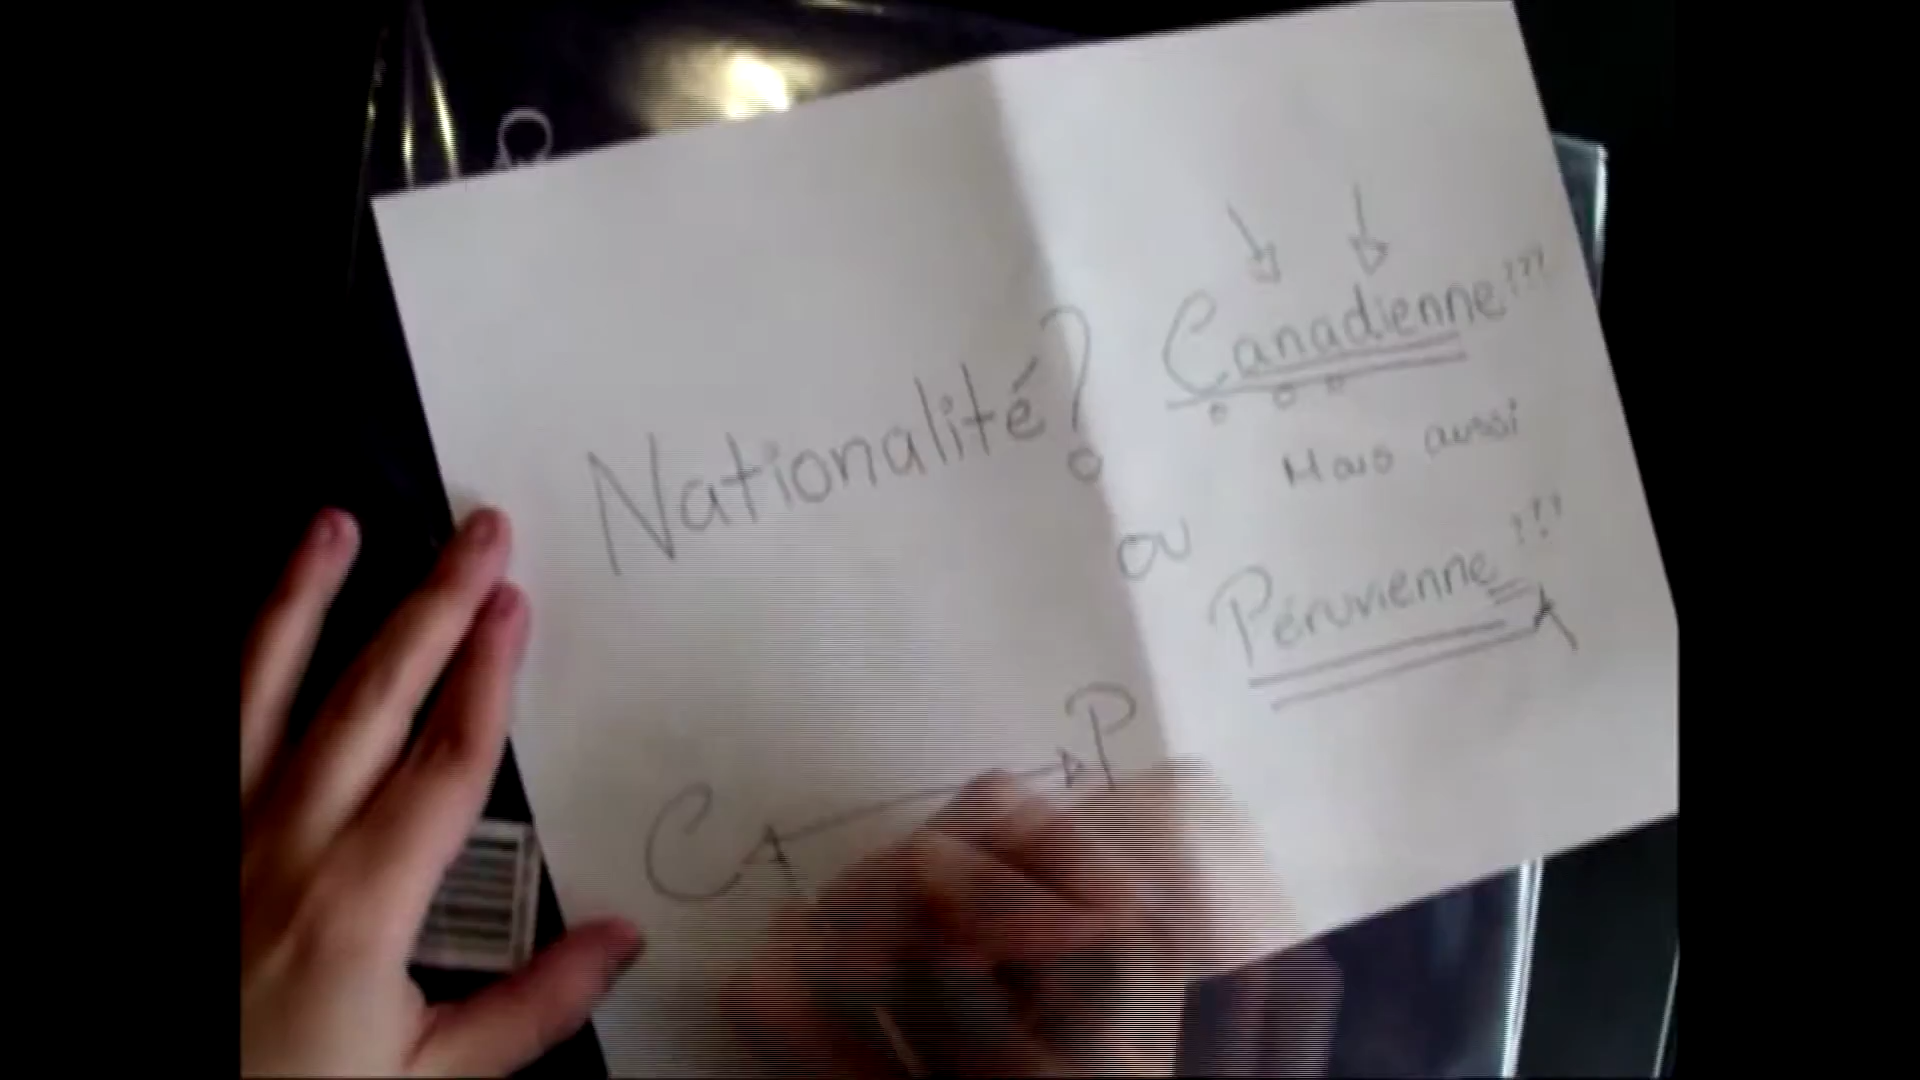 Nationalité?
ou
Canadienne???
Mais aussi
Péruvienne???
C P